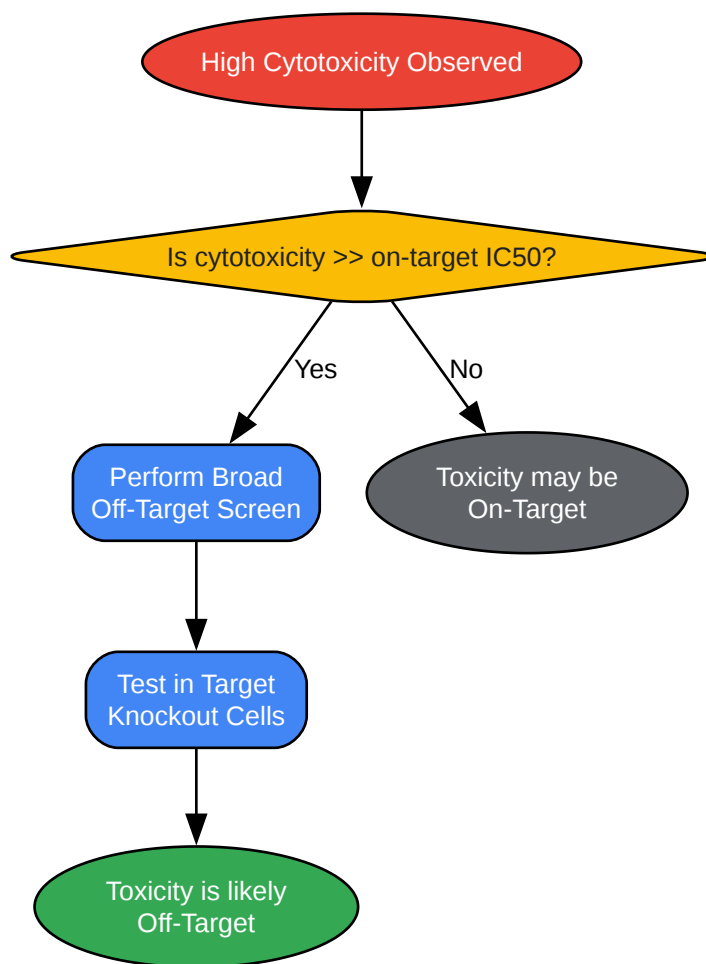 High Cytotoxicity Observed
Is cytotoxicity >> on-target IC50?
Yes
No
Perform Broad
Off-Target Screen
Toxicity may be
On-Target
Test in Target
Knockout Cells
Toxicity is likely
Off-Target